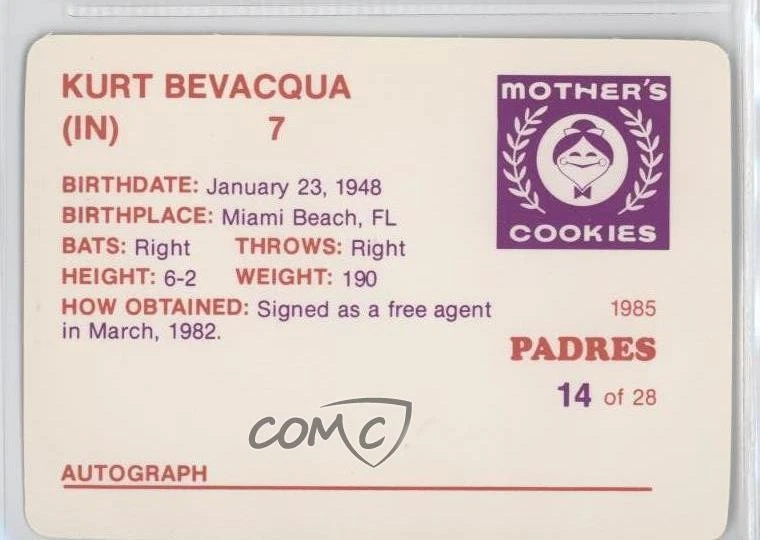 KURT BEVACQUA
(IN) 7
BIRTHDATE: January 23, 1948
BIRTHPLACE: Miami Beach, FL
BATS: Right THROWS: Right
HEIGHT: 6-2 WEIGHT: 190
HOW OBTAINED: Signed as a free agent
in March, 1982.
MOTHER'S
COOKIES
1985
PADRES
14 of 28
COMC
AUTOGRAPH